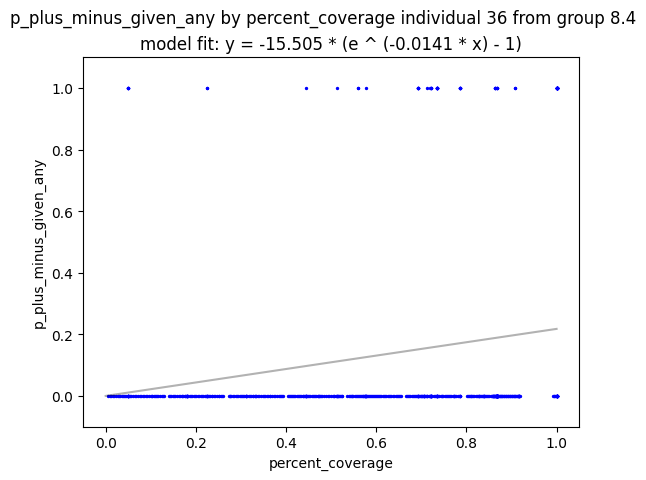 p_plus_minus_given_any by percent_coverage individual 36 from group 8.4
model fit: y = -15.505 * (e ^ (-0.0141 * x) - 1)
1.0
0.8
0.6
0.4
0.2
0.0
p_plus_minus_given_any
0.0 0.2 0.4 0.6 0.8 1.0
percent_coverage